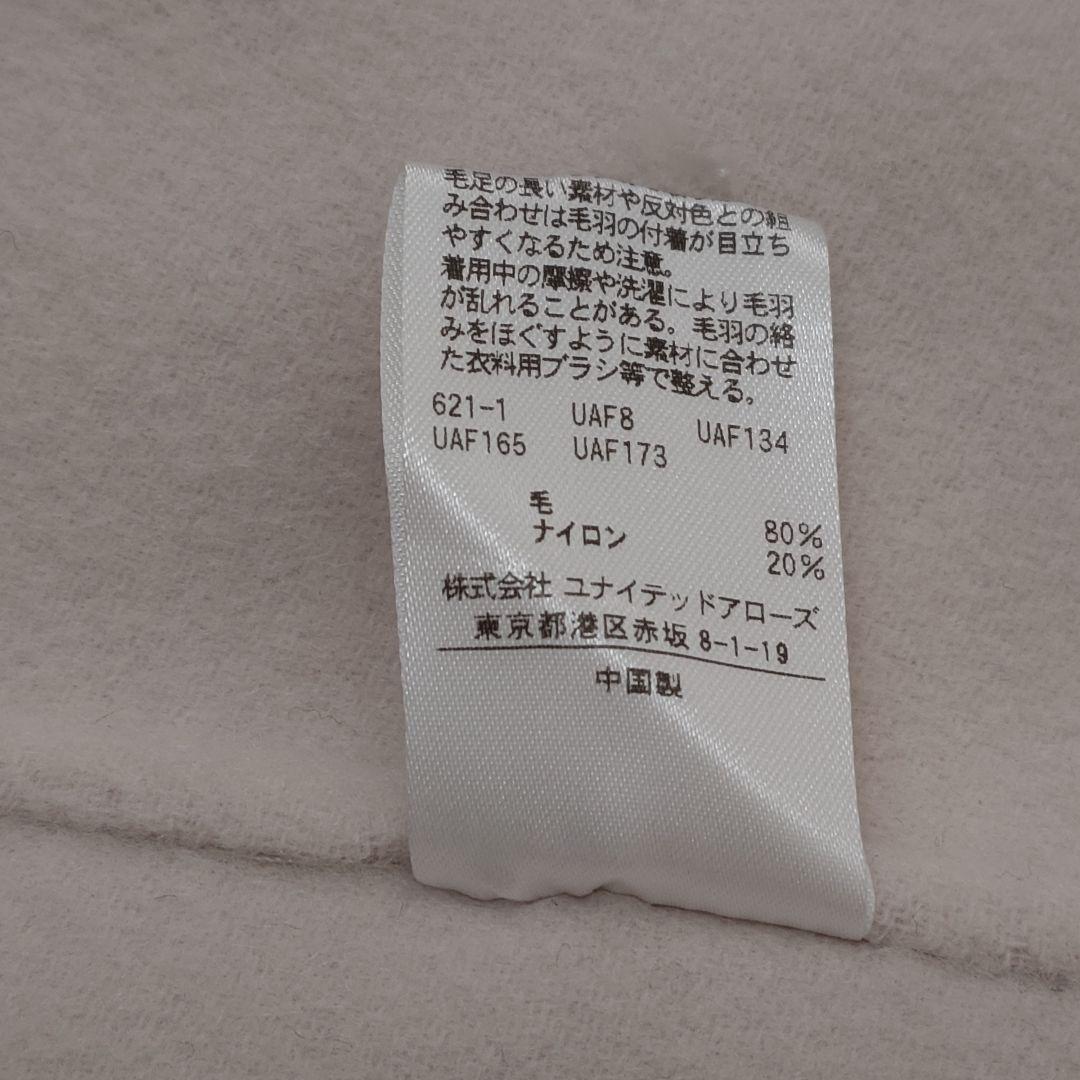 毛足の長い素材や反対色との組
み合わせは毛羽の付着が目立ち
やすくなるため注意。
着用中の摩擦や洗濯により毛羽
が乱れることがある。毛羽の絡
みをほぐすように素材に合わせ
た衣料用ブラシ等で整える。
621-1 UAF8 UAF134
UAF165 UAF173
毛 80%
ナイロン 20%
株式会社 ユナイテッドアローズ
東京都港区赤坂 8-1-19
中国製